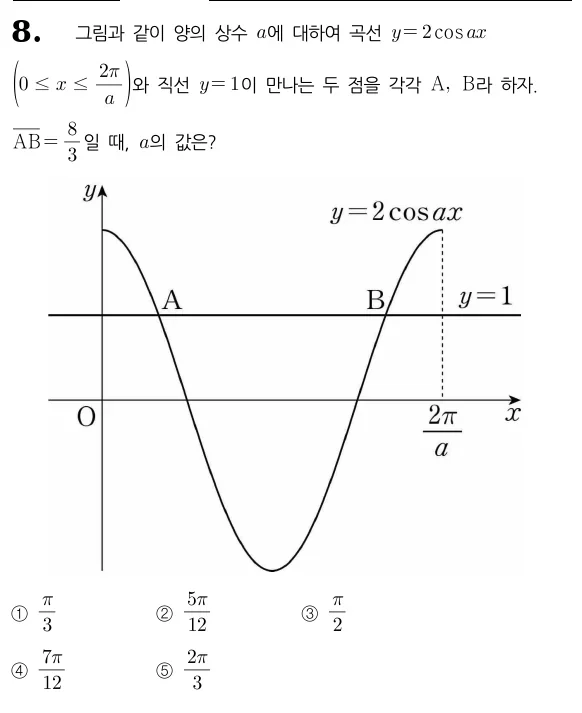 8. 그림과 같이 양의 상수 a에 대하여 곡선 y=2cos ax
(0 ≤ x ≤ 2π/a)와 직선 y=1이 만나는 두 점을 각각 A, B라 하자.
AB=8/3일 때, a의 값은?
y
y=2cos ax
A B y=1
O 2π/a x
① π/3 ② 5π/12 ③ π/2
④ 7π/12 ⑤ 2π/3